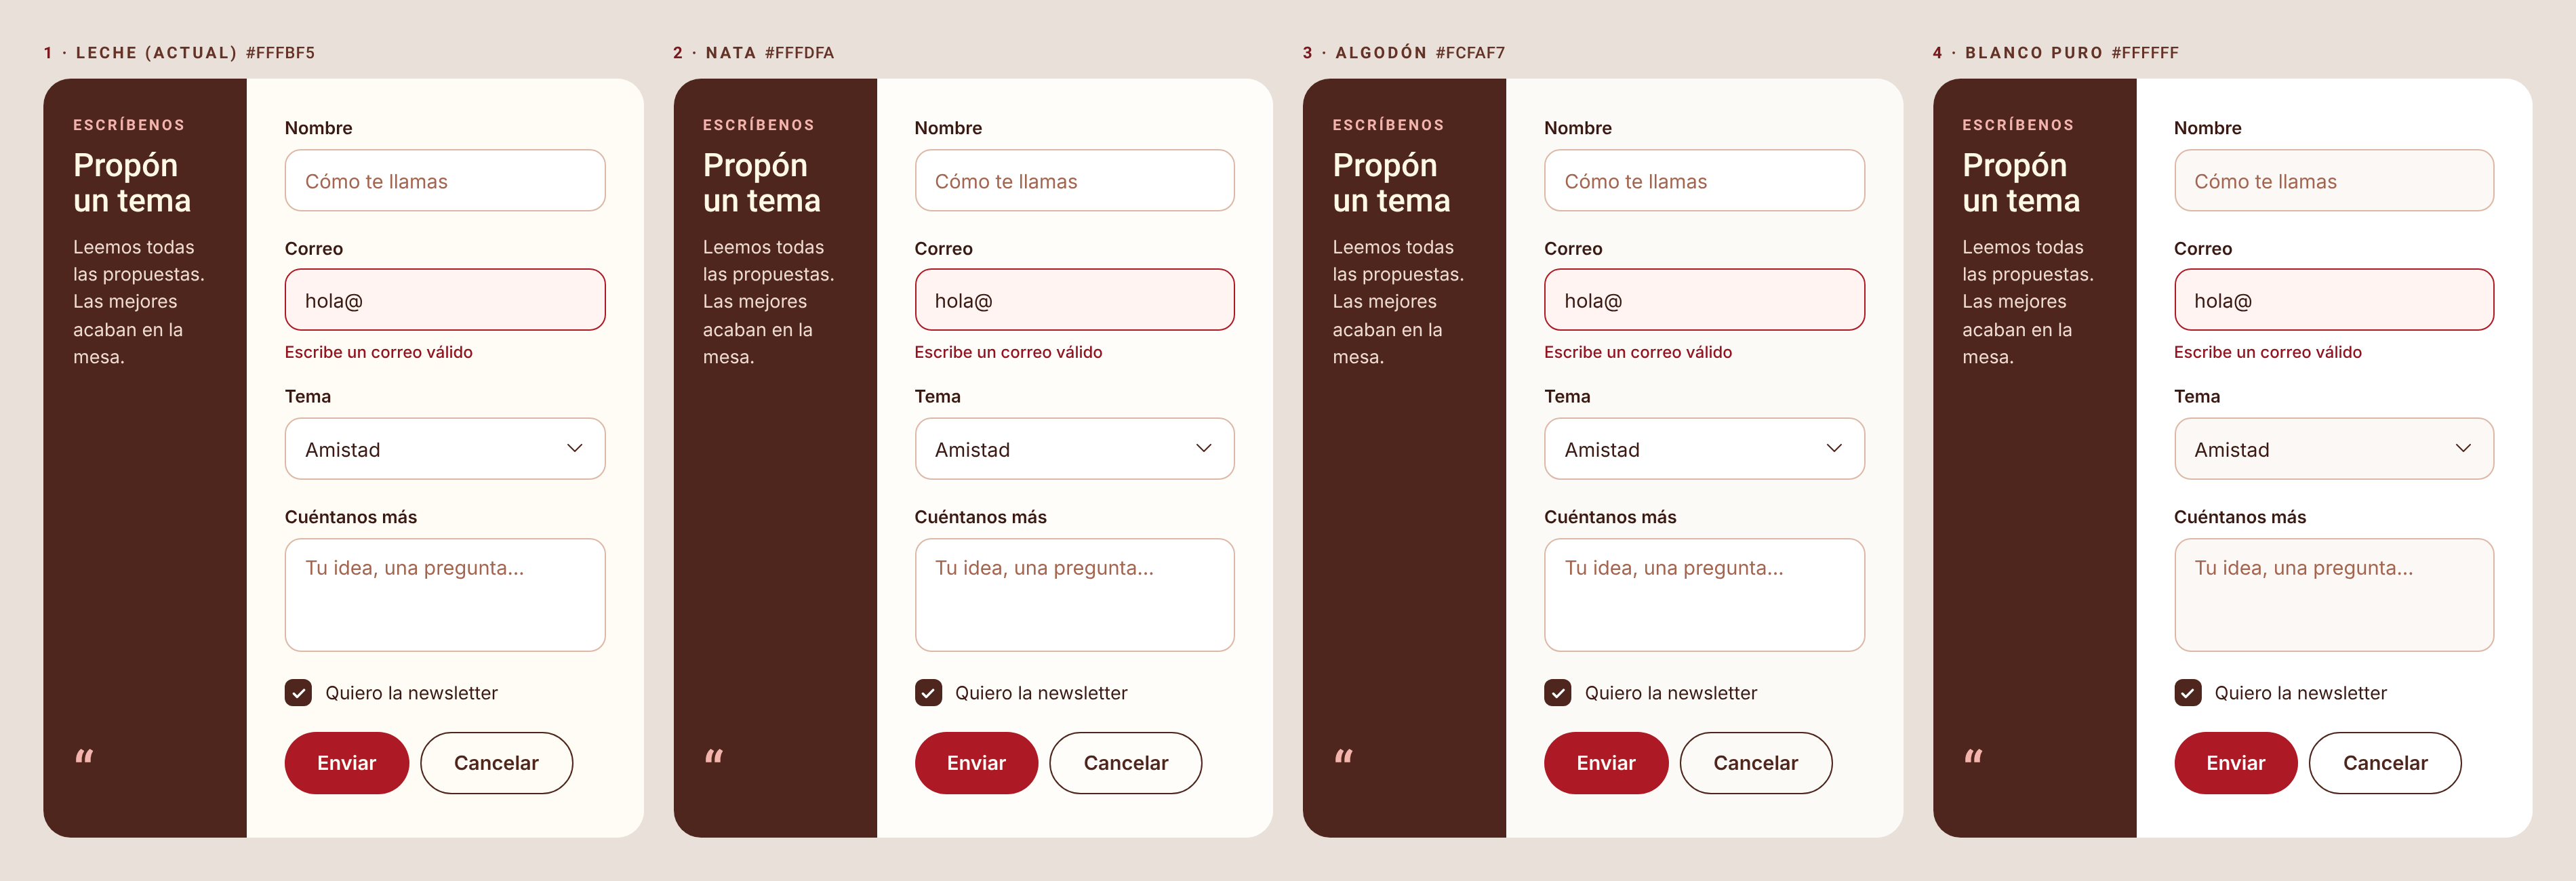 1 · LECHE (ACTUAL) #FFFBF5
ESCRÍBENOS
Propón
un tema
Leemos todas
las propuestas.
Las mejores
acaban en la
mesa.
“
Nombre
Cómo te llamas
Correo
hola@
Escribe un correo válido
Tema
Amistad
Cuéntanos más
Tu idea, una pregunta...
Quiero la newsletter
Enviar
Cancelar
2 · NATA #FFFDFA
ESCRÍBENOS
Propón
un tema
Leemos todas
las propuestas.
Las mejores
acaban en la
mesa.
“
Nombre
Cómo te llamas
Correo
hola@
Escribe un correo válido
Tema
Amistad
Cuéntanos más
Tu idea, una pregunta...
Quiero la newsletter
Enviar
Cancelar
3 · ALGODÓN #FCFAF7
ESCRÍBENOS
Propón
un tema
Leemos todas
las propuestas.
Las mejores
acaban en la
mesa.
“
Nombre
Cómo te llamas
Correo
hola@
Escribe un correo válido
Tema
Amistad
Cuéntanos más
Tu idea, una pregunta...
Quiero la newsletter
Enviar
Cancelar
4 · BLANCO PURO #FFFFFF
ESCRÍBENOS
Propón
un tema
Leemos todas
las propuestas.
Las mejores
acaban en la
mesa.
“
Nombre
Cómo te llamas
Correo
hola@
Escribe un correo válido
Tema
Amistad
Cuéntanos más
Tu idea, una pregunta...
Quiero la newsletter
Enviar
Cancelar